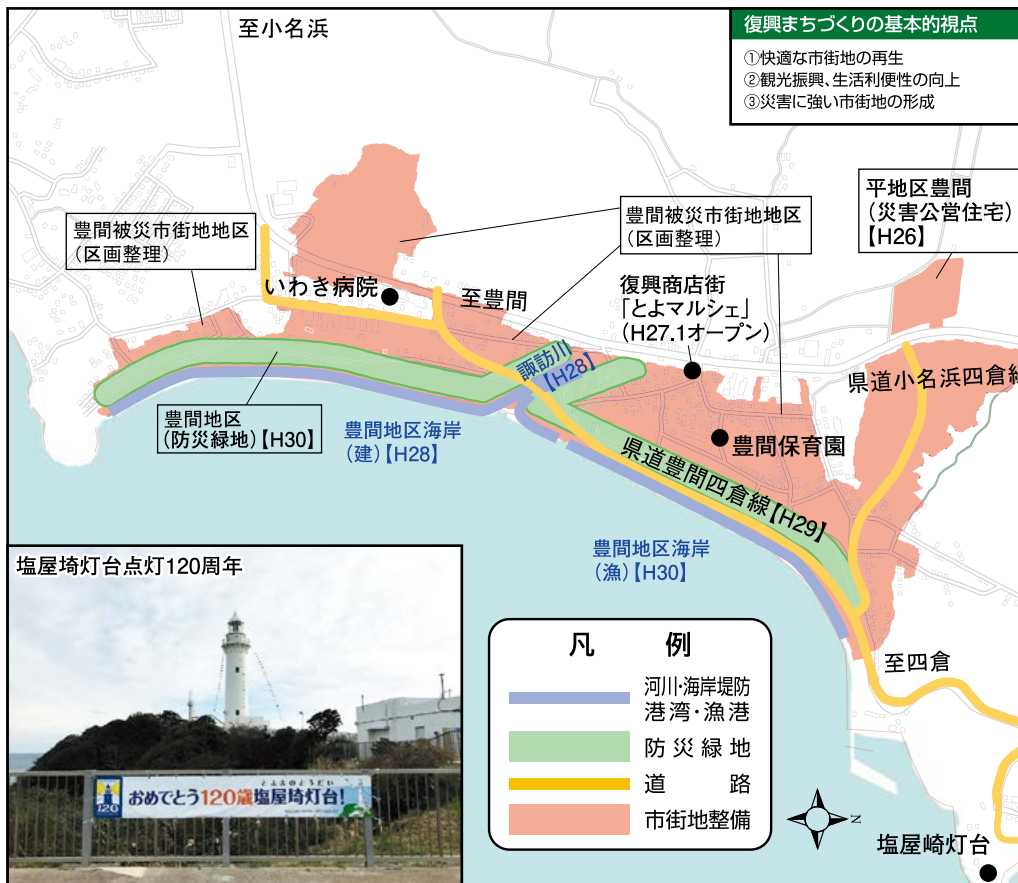 至小名浜
復興まちづくりの基本的視点
①快適な市街地の再生
②観光振興、生活利便性の向上
③災害に強い市街地の形成
平地区豊間
(災害公営住宅)
【H26】
豊間被災市街地地区
(区画整理)
豊間被災市街地地区
(区画整理)
いわき病院
至豊間
復興商店街
「とよマルシェ」
(H27.1オープン)
諏訪川
【H28】
県道小名浜四倉線
豊間地区
(防災緑地)【H30】
豊間地区海岸
(建)【H28】
豊間保育園
県道豊間四倉線【H29】
豊間地区海岸
(漁)【H30】
塩屋埼灯台点灯120周年
とよまのとうだい
120
おめでとう120歳塩屋埼灯台!
至四倉
凡例
河川・海岸堤防
港湾・漁港
防災緑地
道路
市街地整備
N
塩屋崎灯台